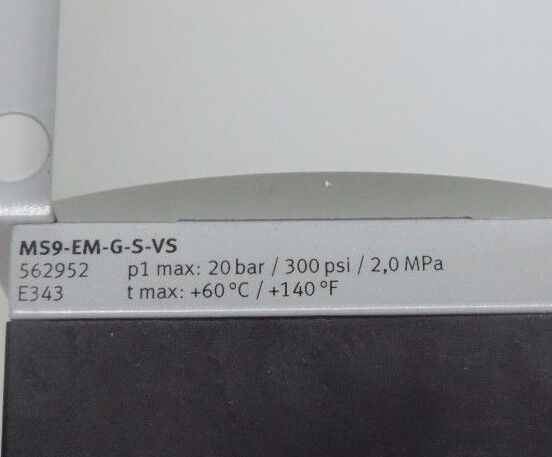 MS9-EM-G-S-VS
562952 p1 max: 20 bar / 300 psi / 2,0 MPa
E343 t max: +60 °C / +140 °F